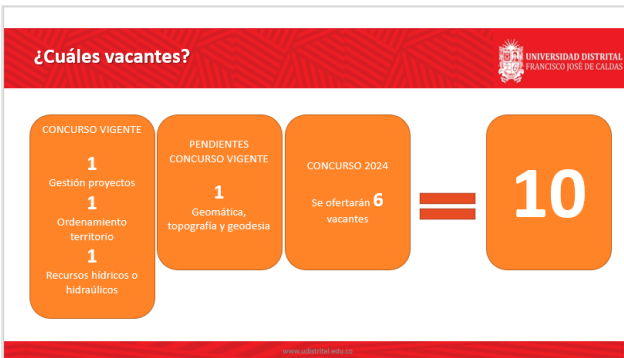 ¿Cuáles vacantes?
UNIVERSIDAD DISTRITAL
FRANCISCO JOSÉ DE CALDAS
CONCURSO VIGENTE
1
Gestión proyectos
1
Ordenamiento
territorio
1
Recursos hídricos o
hidraúlicos
PENDIENTES
CONCURSO VIGENTE
1
Geomática,
topografía y geodesia
CONCURSO 2024
Se ofertarán 6
vacantes
=
10
www.udistrital.edu.co